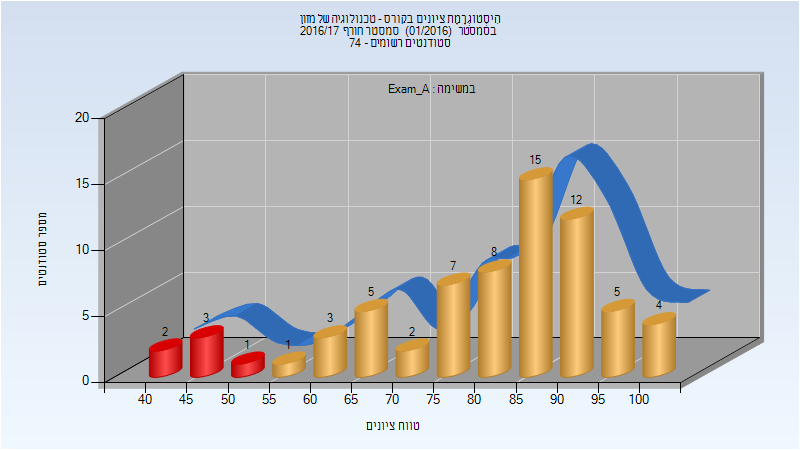 היסטוגרמת ציונים בקורס - טכנולוגיה של מזון
בסמסטר (01/2016) סמסטר חורף 2016/17
סטודנטים רשומים - 74
במשימה : Exam_A
20
15
10
5
0
מספר סטודנטים
2
3
1
1
3
5
2
7
8
15
12
5
4
40 45 50 55 60 65 70 75 80 85 90 95 100
טווח ציונים